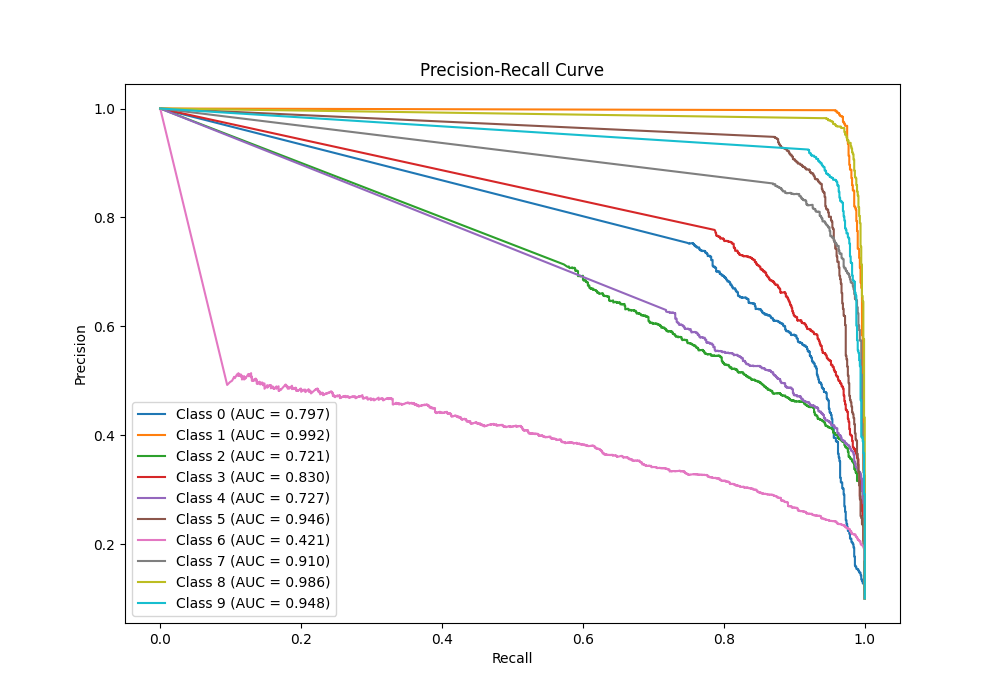 Precision-Recall Curve
1.0
0.8
0.6
0.4
0.2
Precision
Class 0 (AUC = 0.797)
Class 1 (AUC = 0.992)
Class 2 (AUC = 0.721)
Class 3 (AUC = 0.830)
Class 4 (AUC = 0.727)
Class 5 (AUC = 0.946)
Class 6 (AUC = 0.421)
Class 7 (AUC = 0.910)
Class 8 (AUC = 0.986)
Class 9 (AUC = 0.948)
0.0 0.2 0.4 0.6 0.8 1.0
Recall